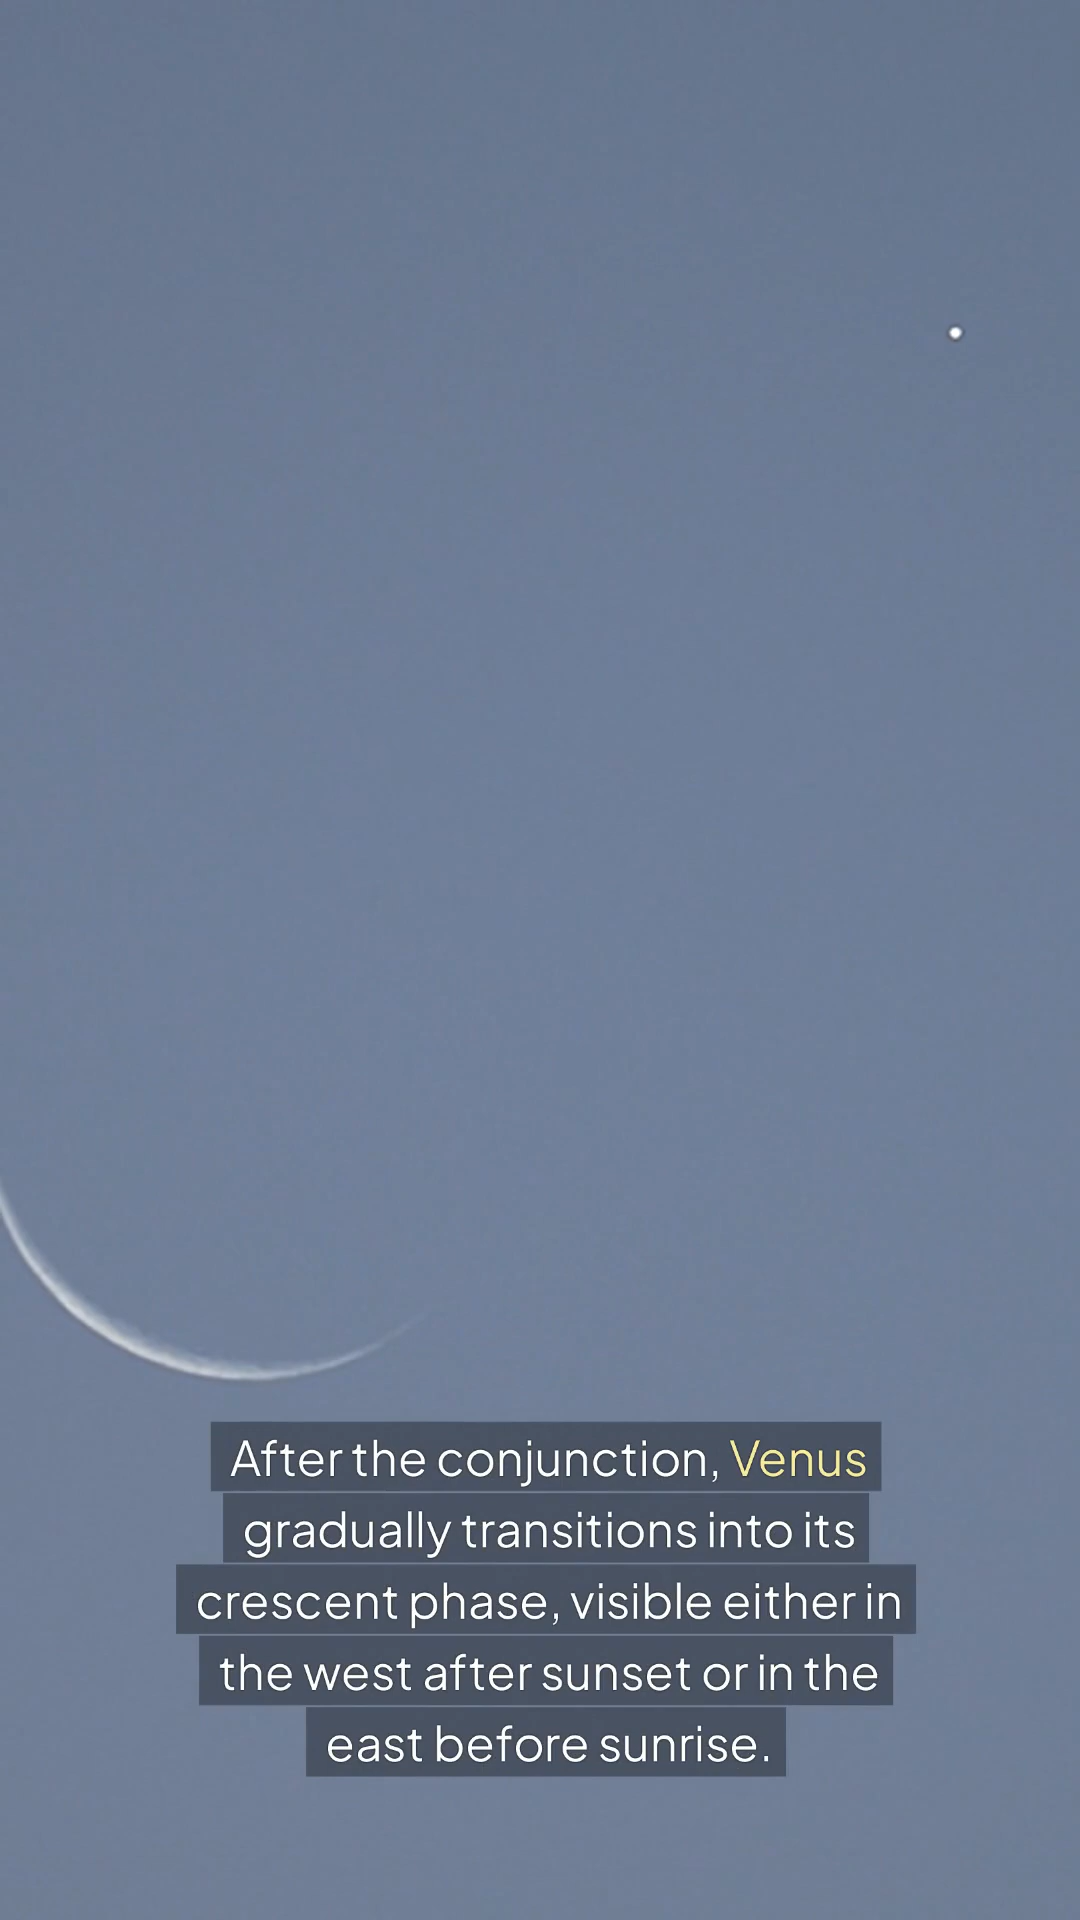 After the conjunction, Venus
gradually transitions into its
crescent phase, visible either in
the west after sunset or in the
east before sunrise.